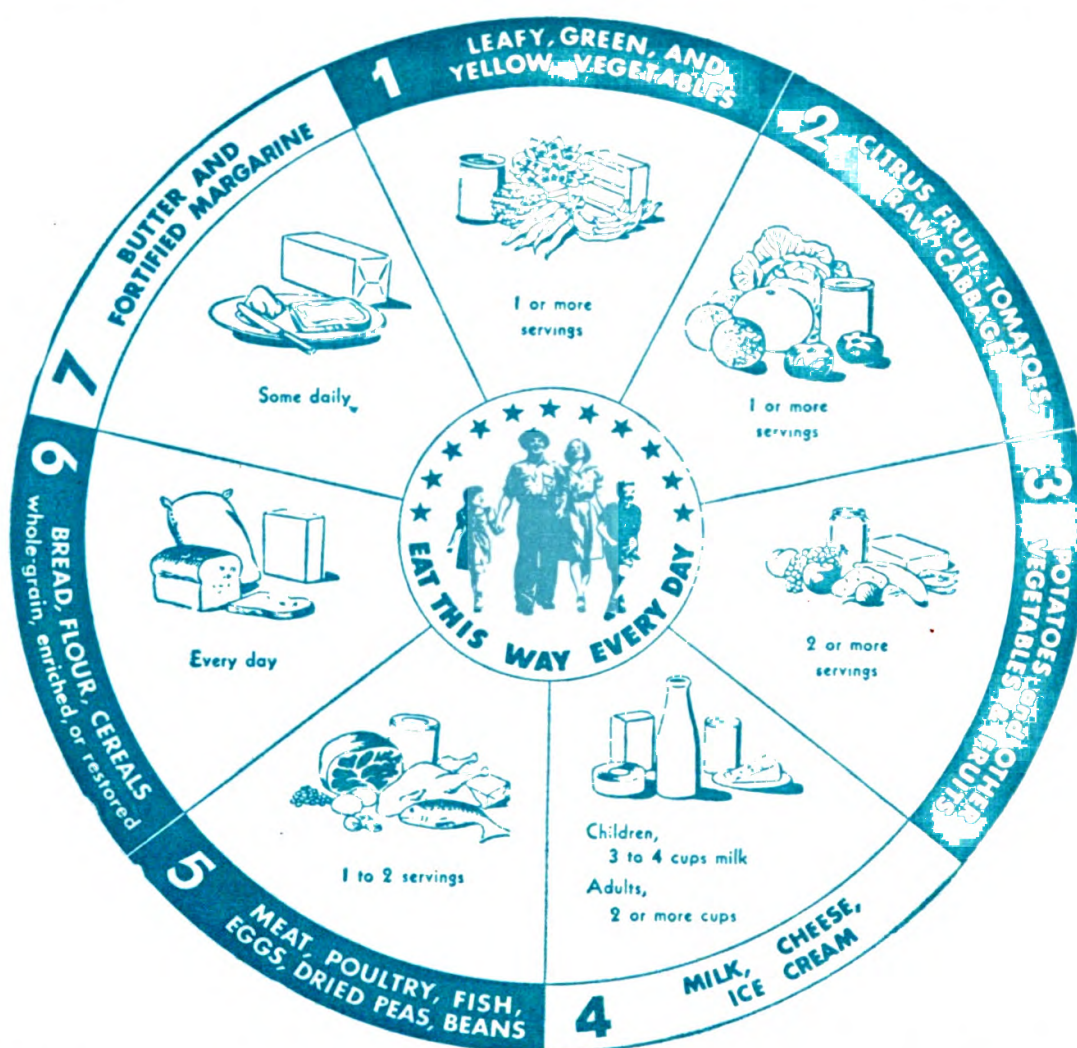 1
LEAFY, GREEN, AND
YELLOW VEGETABLES
1 or more
servings
2
CITRUS FRUIT, TOMATOES,
RAW CABBAGE
1 or more
servings
3
POTATOES and OTHER
VEGETABLES & FRUITS
2 or more
servings
4
MILK, CHEESE,
ICE CREAM
Children,
3 to 4 cups milk
Adults,
2 or more cups
5
MEAT, POULTRY, FISH,
EGGS, DRIED PEAS, BEANS
1 to 2 servings
6
BREAD, FLOUR, CEREALS
whole-grain, enriched, or restored
Every day
7
BUTTER AND
FORTIFIED MARGARINE
Some daily
EAT THIS WAY EVERY DAY